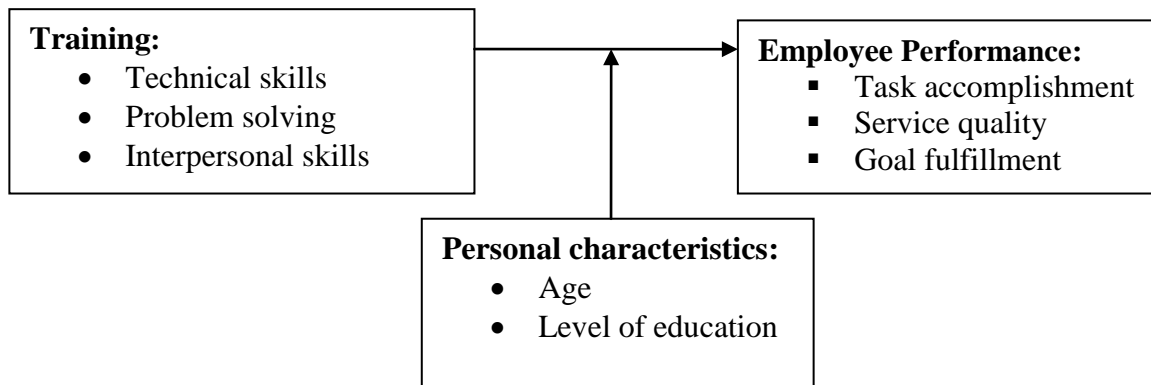 Training:
• Technical skills
• Problem solving
• Interpersonal skills
Employee Performance:
▪ Task accomplishment
▪ Service quality
▪ Goal fulfillment
Personal characteristics:
• Age
• Level of education